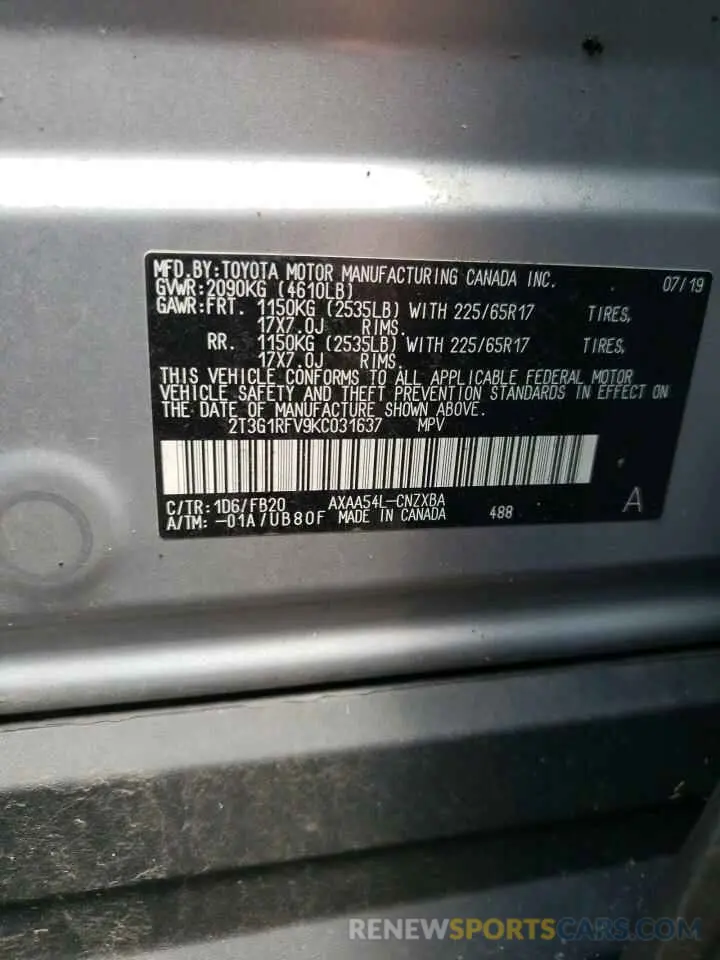 MFD.BY:TOYOTA MOTOR MANUFACTURING CANADA INC. 07/19
GVWR:2090KG (4610LB)
GAWR:FRT. 1150KG (2535LB) WITH 225/65R17 TIRES,
17X7.0J RIMS.
RR. 1150KG (2535LB) WITH 225/65R17 TIRES,
17X7.0J RIMS.
THIS VEHICLE CONFORMS TO ALL APPLICABLE FEDERAL MOTOR
VEHICLE SAFETY AND THEFT PREVENTION STANDARDS IN EFFECT ON
THE DATE OF MANUFACTURE SHOWN ABOVE.
2T3G1RFV9KC031637 MPV
C/TR:1D6/FB20 AXAA54L-CNZXBA A
A/TM:-01A/UB80F MADE IN CANADA 488
RENEWSPORTSCARS.COM